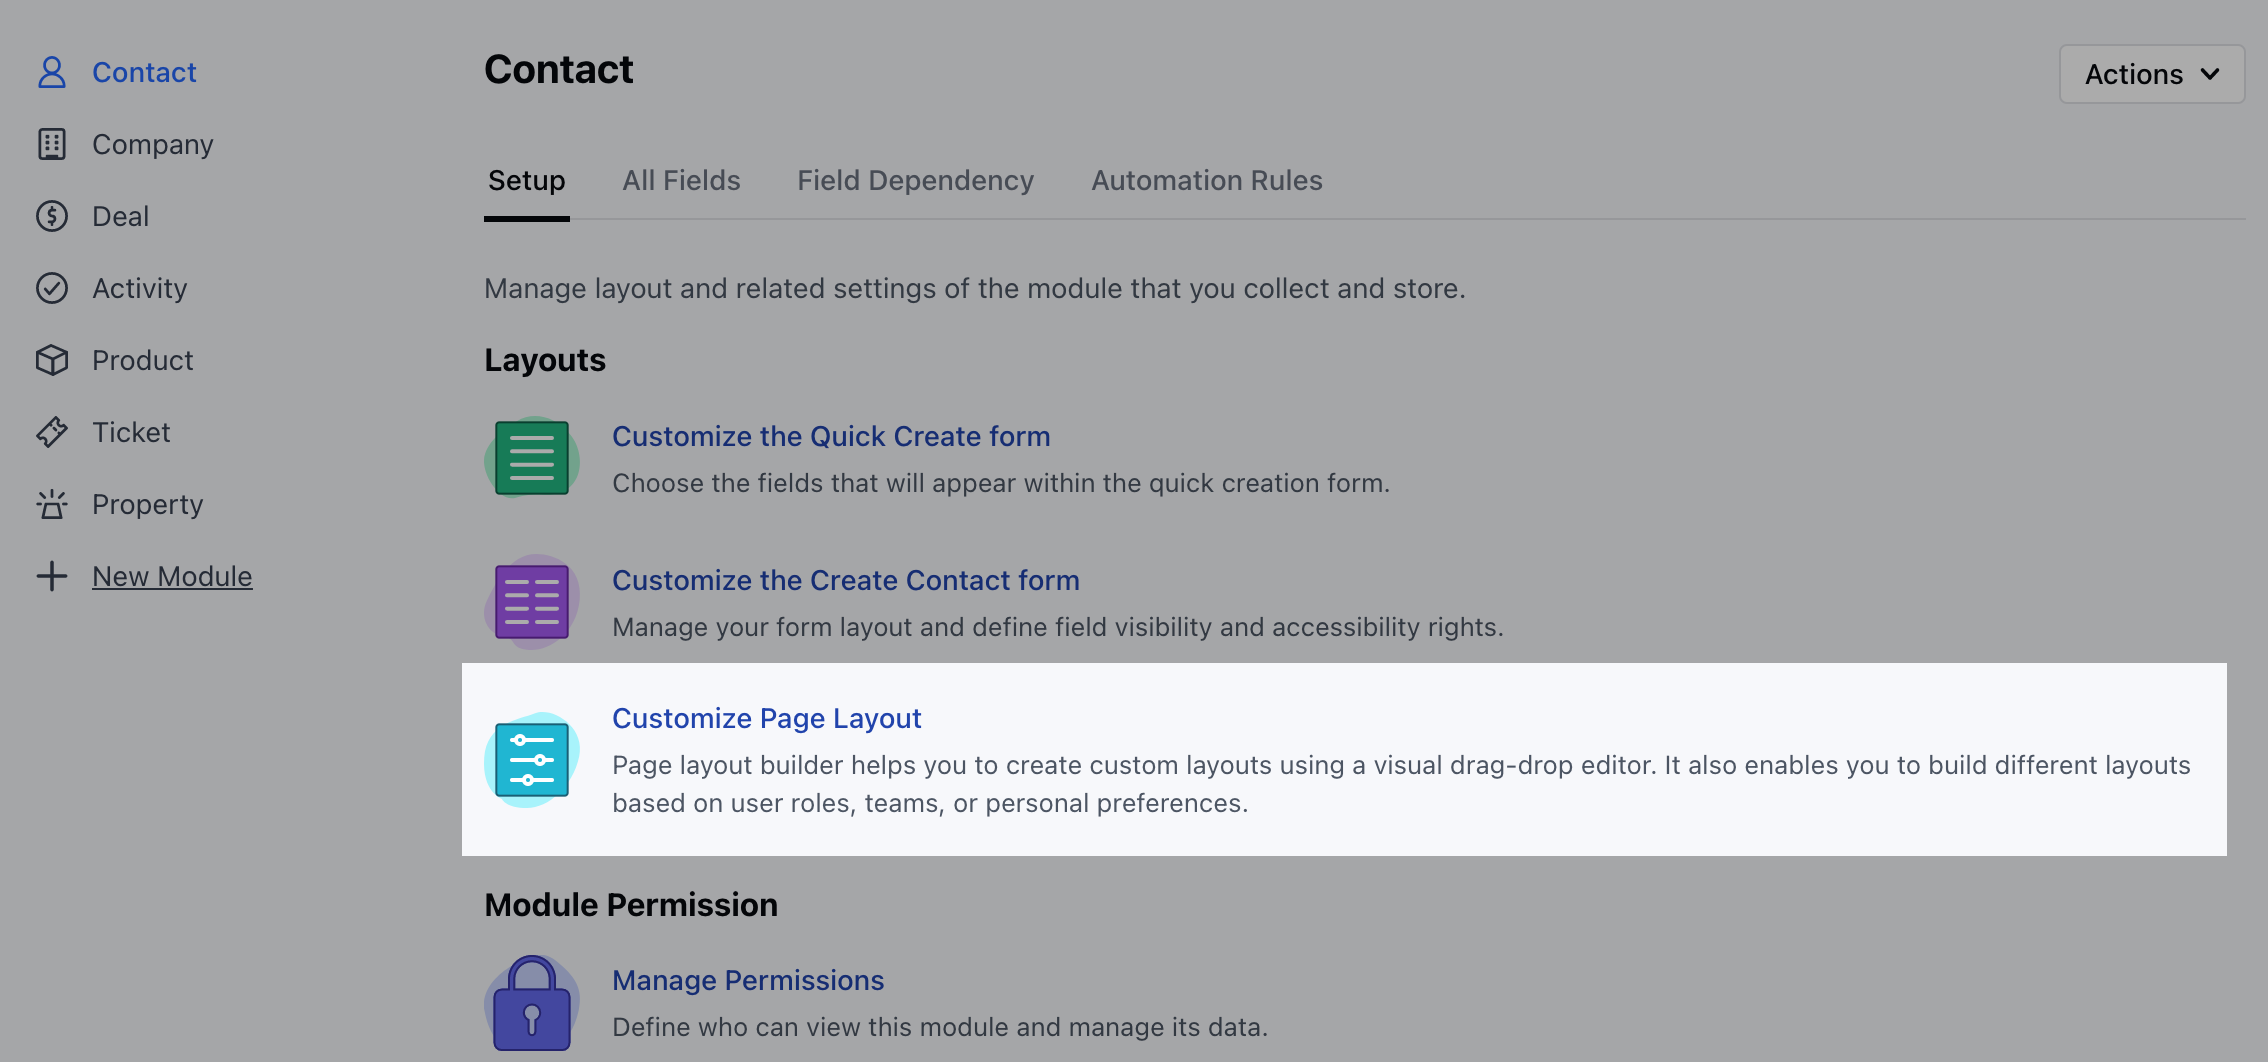 Contact
Company
Deal
Activity
Product
Ticket
Property
New Module
Contact
Actions
Setup
All Fields
Field Dependency
Automation Rules
Manage layout and related settings of the module that you collect and store.
Layouts
Customize the Quick Create form
Choose the fields that will appear within the quick creation form.
Customize the Create Contact form
Manage your form layout and define field visibility and accessibility rights.
Customize Page Layout
Page layout builder helps you to create custom layouts using a visual drag-drop editor. It also enables you to build different layouts
based on user roles, teams, or personal preferences.
Module Permission
Manage Permissions
Define who can view this module and manage its data.